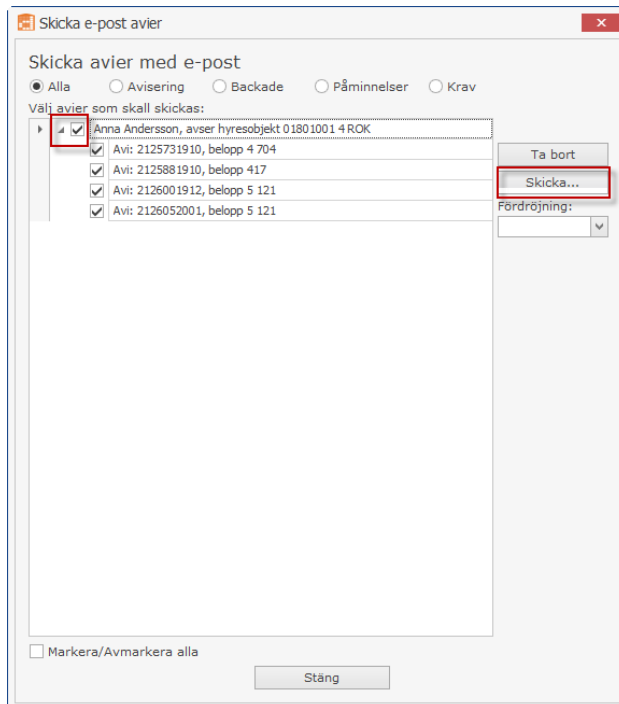 Skicka e-post avier
Skicka avier med e-post
Alla Avisering Backade Påminnelser Krav
Välj avier som skall skickas:
Anna Andersson, avser hyresobjekt 01801001 4 ROK
Avi: 2125731910, belopp 4 704
Avi: 2125881910, belopp 417
Avi: 2126001912, belopp 5 121
Avi: 2126052001, belopp 5 121
Ta bort
Skicka...
Fördröjning:
Markera/Avmarkera alla
Stäng